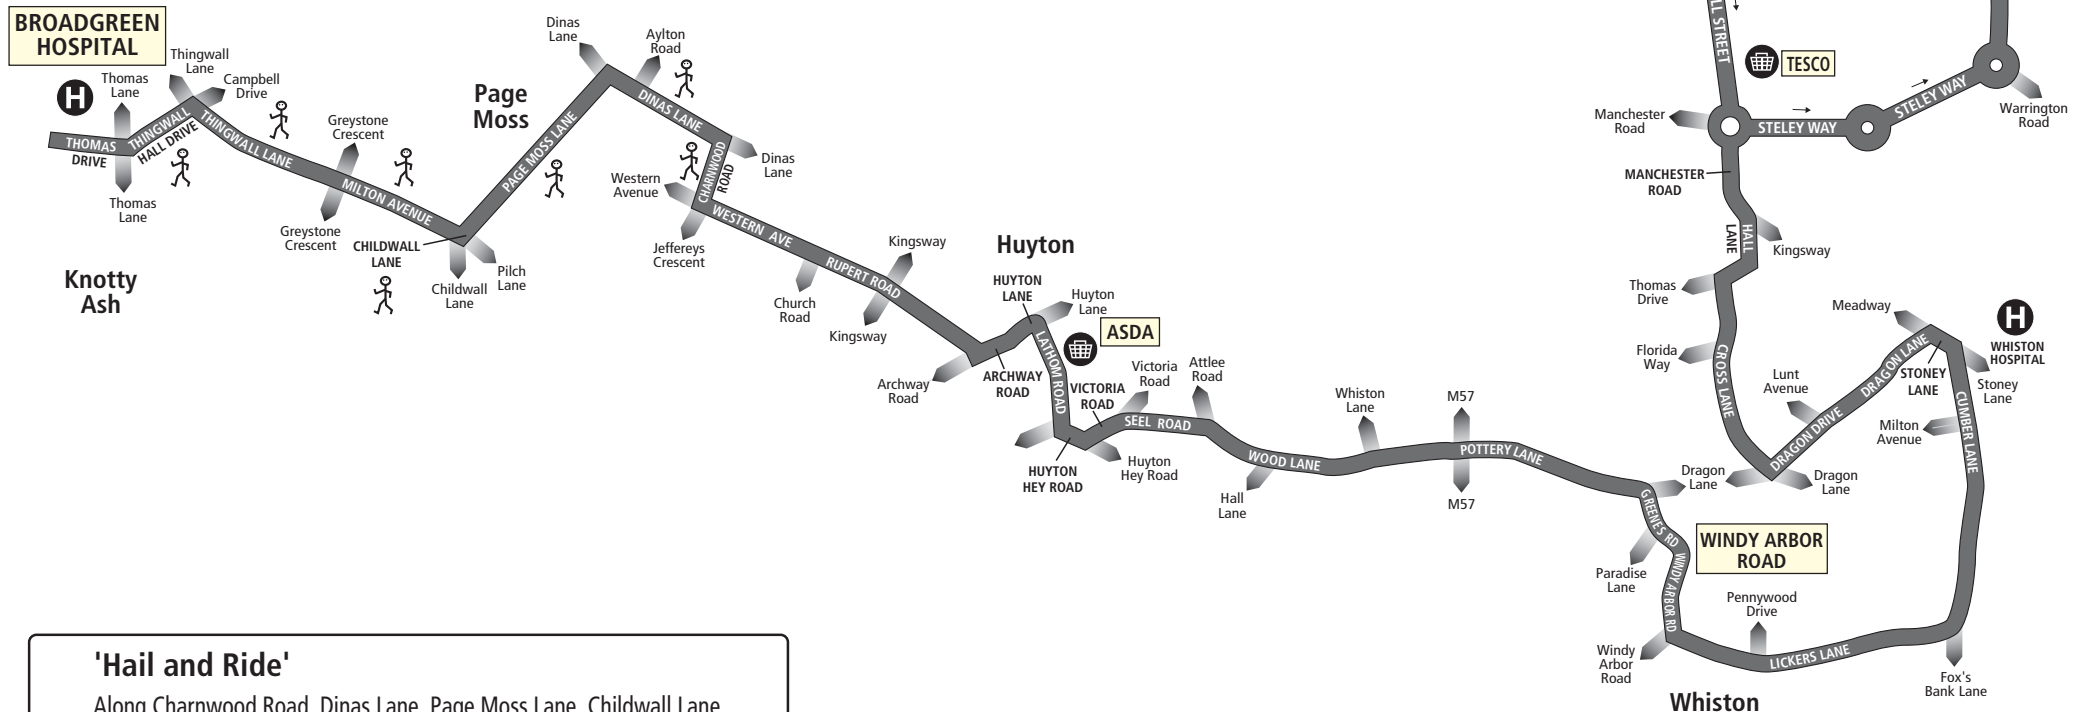 BROADGREEN
HOSPITAL
H
Thomas
Lane
Thingwall
Lane
Campbell
Drive
THOMAS
DRIVE
THINGWALL
HALL DRIVE
Thomas
Lane
THINGWALL LANE
Greystone
Crescent
Greystone
Crescent
MILTON AVENUE
CHILDWALL
LANE
Childwall
Lane
Pilch
Lane
Knotty
Ash
Page
Moss
PAGE MOSS LANE
Dinas
Lane
Aylton
Road
DINAS LANE
Dinas
Lane
CHARNWOOD
ROAD
Western
Avenue
Jeffereys
Crescent
WESTERN AVE
Church
Road
RUPERT ROAD
Kingsway
Kingsway
Huyton
Archway
Road
ARCHWAY
ROAD
HUYTON
LANE
Huyton
Lane
ASDA
LATHOM ROAD
HUYTON
HEY ROAD
VICTORIA
ROAD
Victoria
Road
Huyton
Hey Road
SEEL ROAD
Attlee
Road
WOOD LANE
Hall
Lane
Whiston
Lane
M57
M57
POTTERY LANE
GREENES RD
Dragon
Lane
Paradise
Lane
WINDY ARBOR
ROAD
WINDY ARBOR RD
Windy
Arbor
Road
Pennywood
Drive
LICKERS LANE
Whiston
Fox's
Bank Lane
CUMBER LANE
Milton
Avenue
Stoney
Lane
H
WHISTON
HOSPITAL
STONEY
LANE
Meadway
DRAGON LANE
Lunt
Avenue
DRAGON DRIVE
Dragon
Lane
CROSS LANE
Florida
Way
Thomas
Drive
HALL
LANE
Kingsway
MANCHESTER
ROAD
Manchester
Road
LL STREET
TESCO
STELEY WAY
STELEY WAY
Warrington
Road
'Hail and Ride'
Along Charnwood Road, Dinas Lane, Page Moss Lane, Childwall Lane